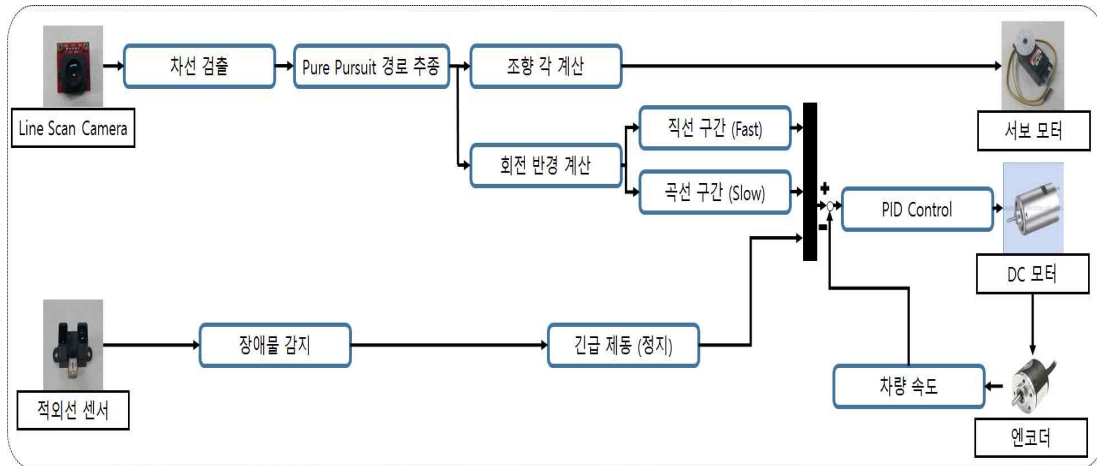 차선 검출
Pure Pursuit 경로 추종
조향 각 계산
Line Scan Camera
서보 모터
직선 구간 (Fast)
회전 반경 계산
곡선 구간 (Slow)
+
-
PID Control
DC 모터
장애물 감지
긴급 제동 (정지)
차량 속도
적외선 센서
엔코더